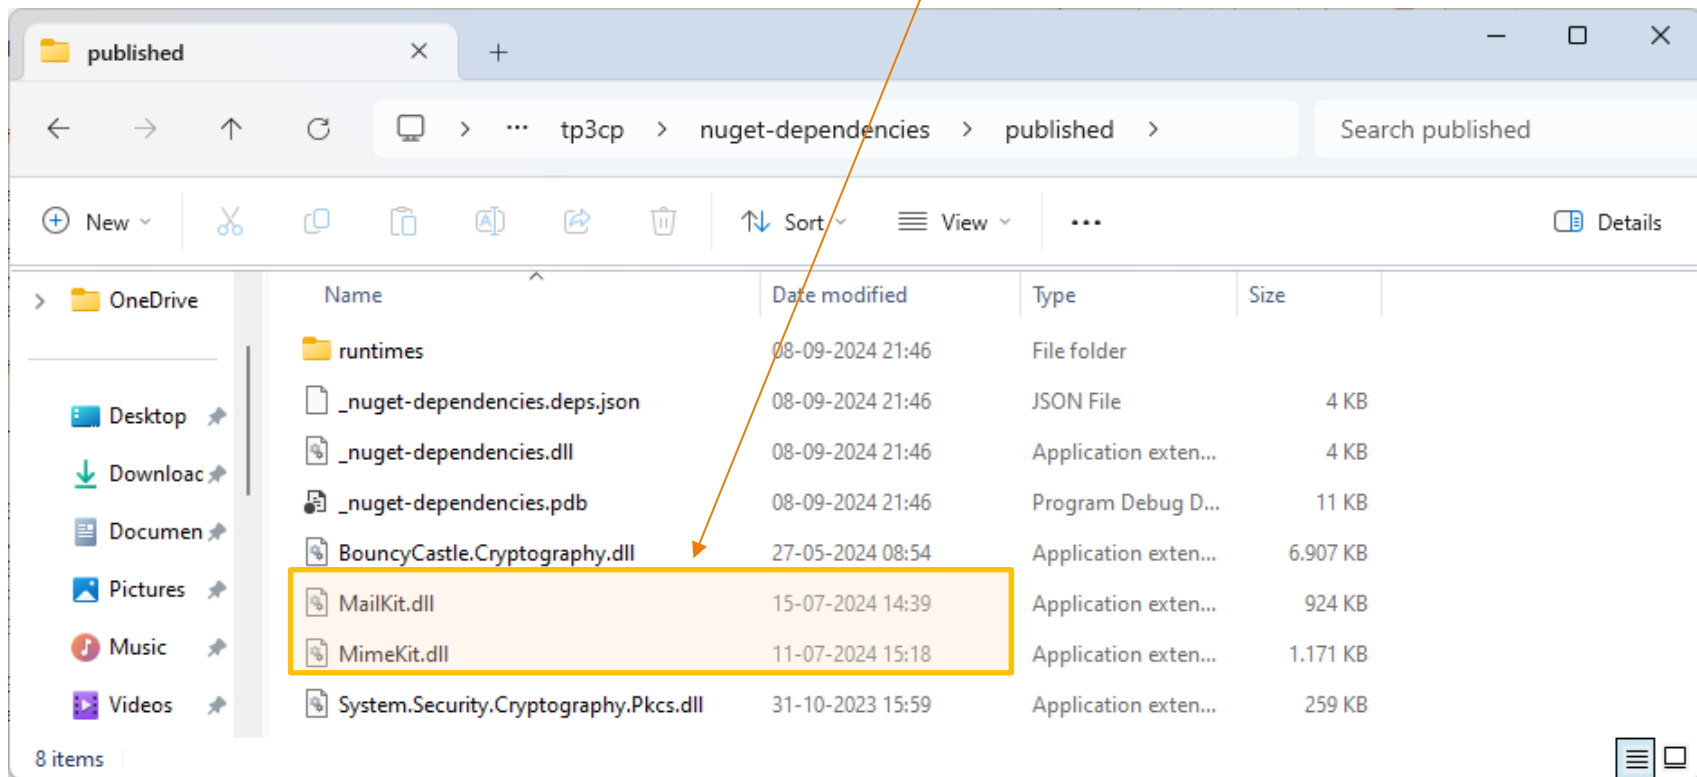 published
tp3cp > nuget-dependencies > published >
Search published
New
Sort
View
Details
OneDrive
Desktop
Downloac
Documen
Pictures
Music
Videos
Name Date modified Type Size
runtimes 08-09-2024 21:46 File folder
_nuget-dependencies.deps.json 08-09-2024 21:46 JSON File 4 KB
_nuget-dependencies.dll 08-09-2024 21:46 Application exten... 4 KB
_nuget-dependencies.pdb 08-09-2024 21:46 Program Debug D... 11 KB
BouncyCastle.Cryptography.dll 27-05-2024 08:54 Application exten... 6.907 KB
MailKit.dll 15-07-2024 14:39 Application exten... 924 KB
MimeKit.dll 11-07-2024 15:18 Application exten... 1.171 KB
System.Security.Cryptography.Pkcs.dll 31-10-2023 15:59 Application exten... 259 KB
8 items